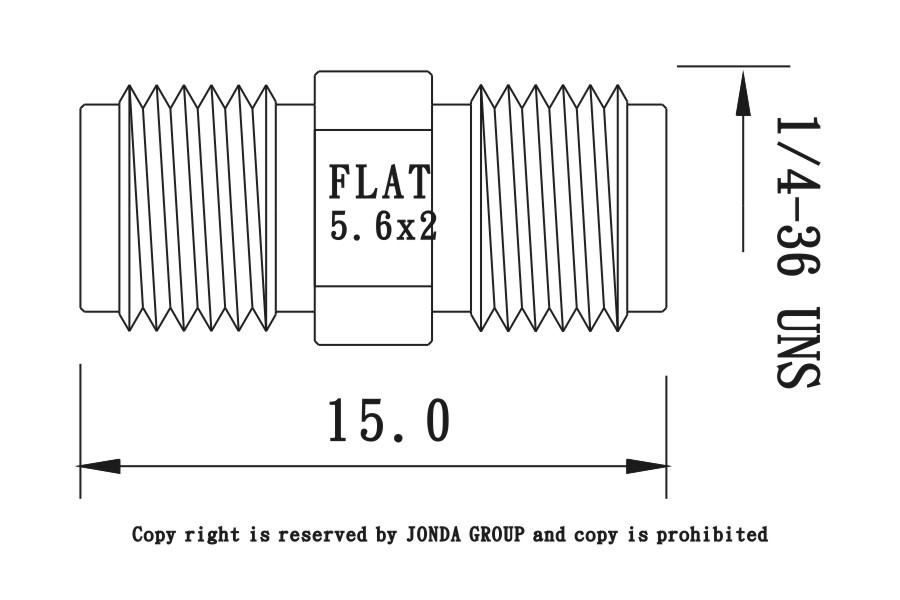 FLAT
5.6x2
1/4-36 UNS
15.0
Copy right is reserved by JONDA GROUP and copy is prohibited